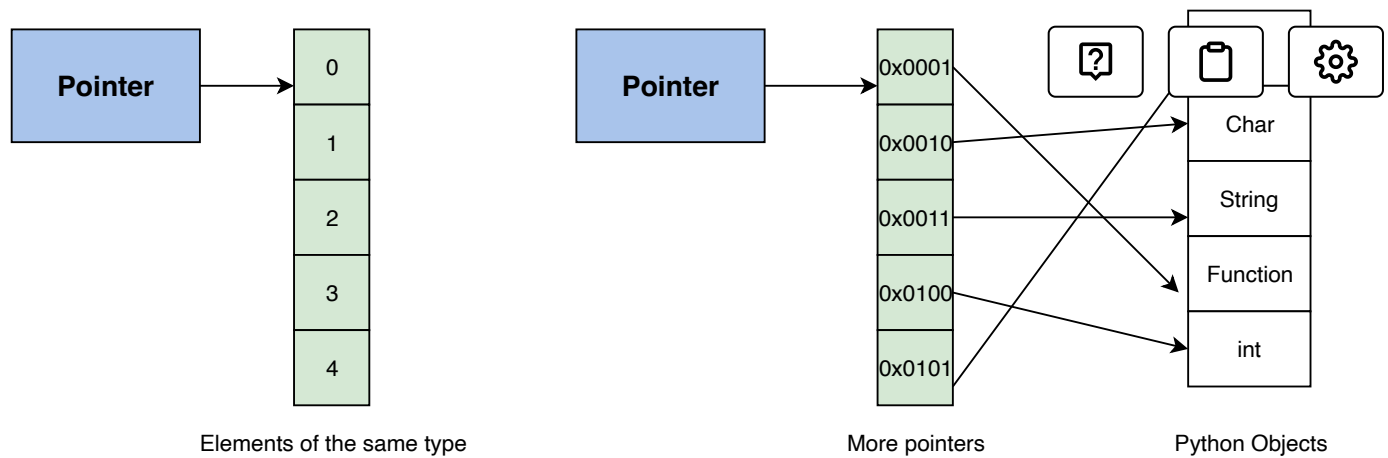 Pointer
0
1
2
3
4
Elements of the same type
Pointer
0x0001
0x0010
0x0011
0x0100
0x0101
More pointers
?
Char
String
Function
int
Python Objects